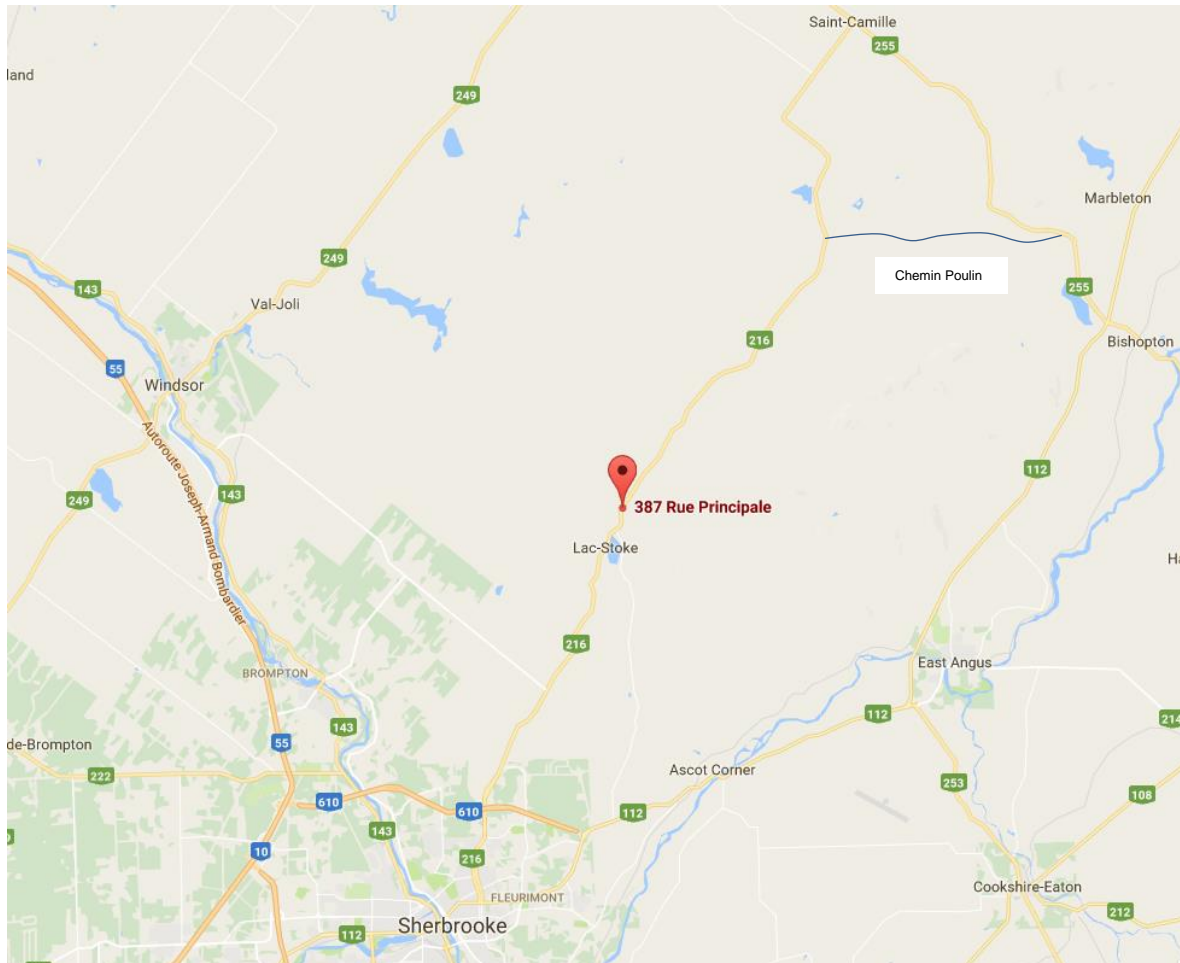 Saint-Camille
255
land
249
249
Marbleton
143
Val-Joli
Chemin Poulin
255
216
Bishopton
55
Windsor
Autoroute Joseph-Armand Bombardier
112
249
143
387 Rue Principale
Lac-Stoke
Ha
216
East Angus
BROMPTON
112
214
143
55
de-Brompton
222
Ascot Corner
253
108
610
610
112
143
10
216
Cookshire-Eaton
FLEURIMONT
212
Sherbrooke
112